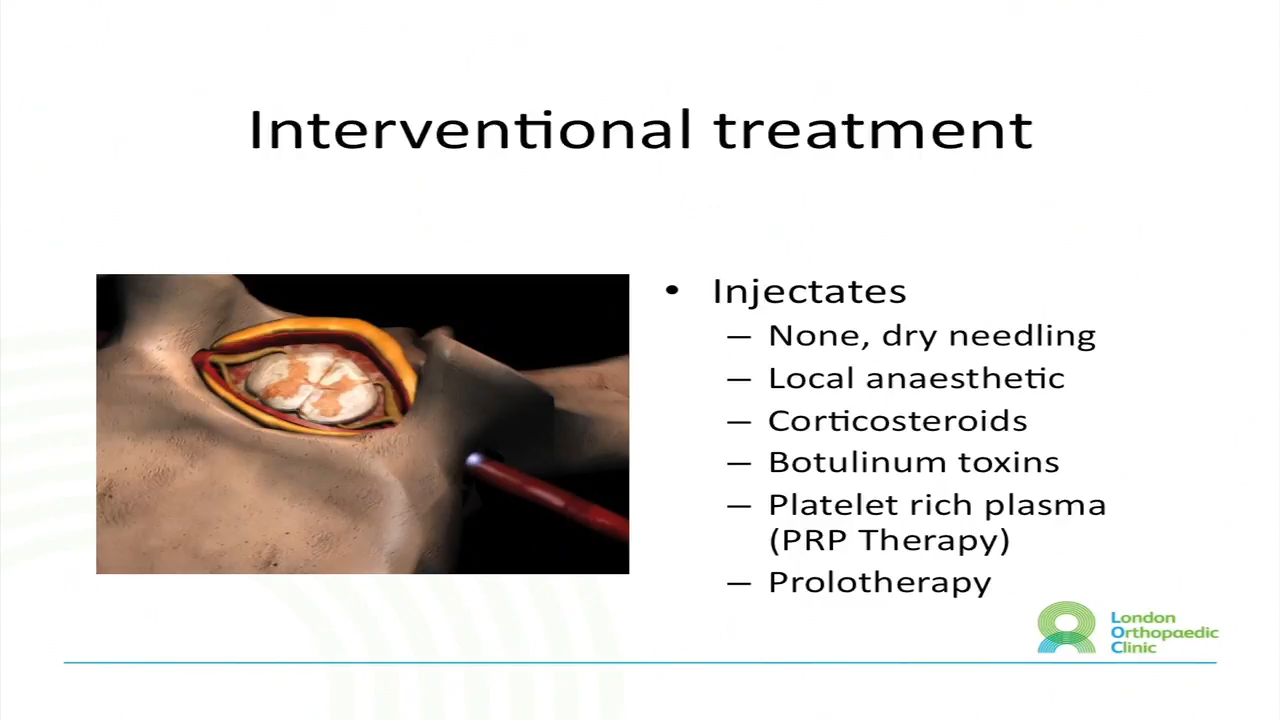 Interventional treatment
• Injectates
– None, dry needling
– Local anaesthetic
– Corticosteroids
– Botulinum toxins
– Platelet rich plasma
(PRP Therapy)
– Prolotherapy
London
Orthopaedic
Clinic